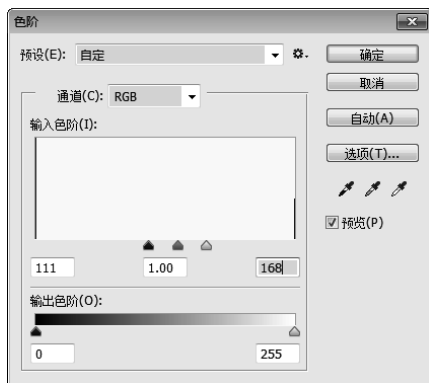 色阶
预设(E): 自定
确定
取消
自动(A)
选项(T)...
预览(P)
通道(C): RGB
输入色阶(I):
111 1.00 168
输出色阶(O):
0 255